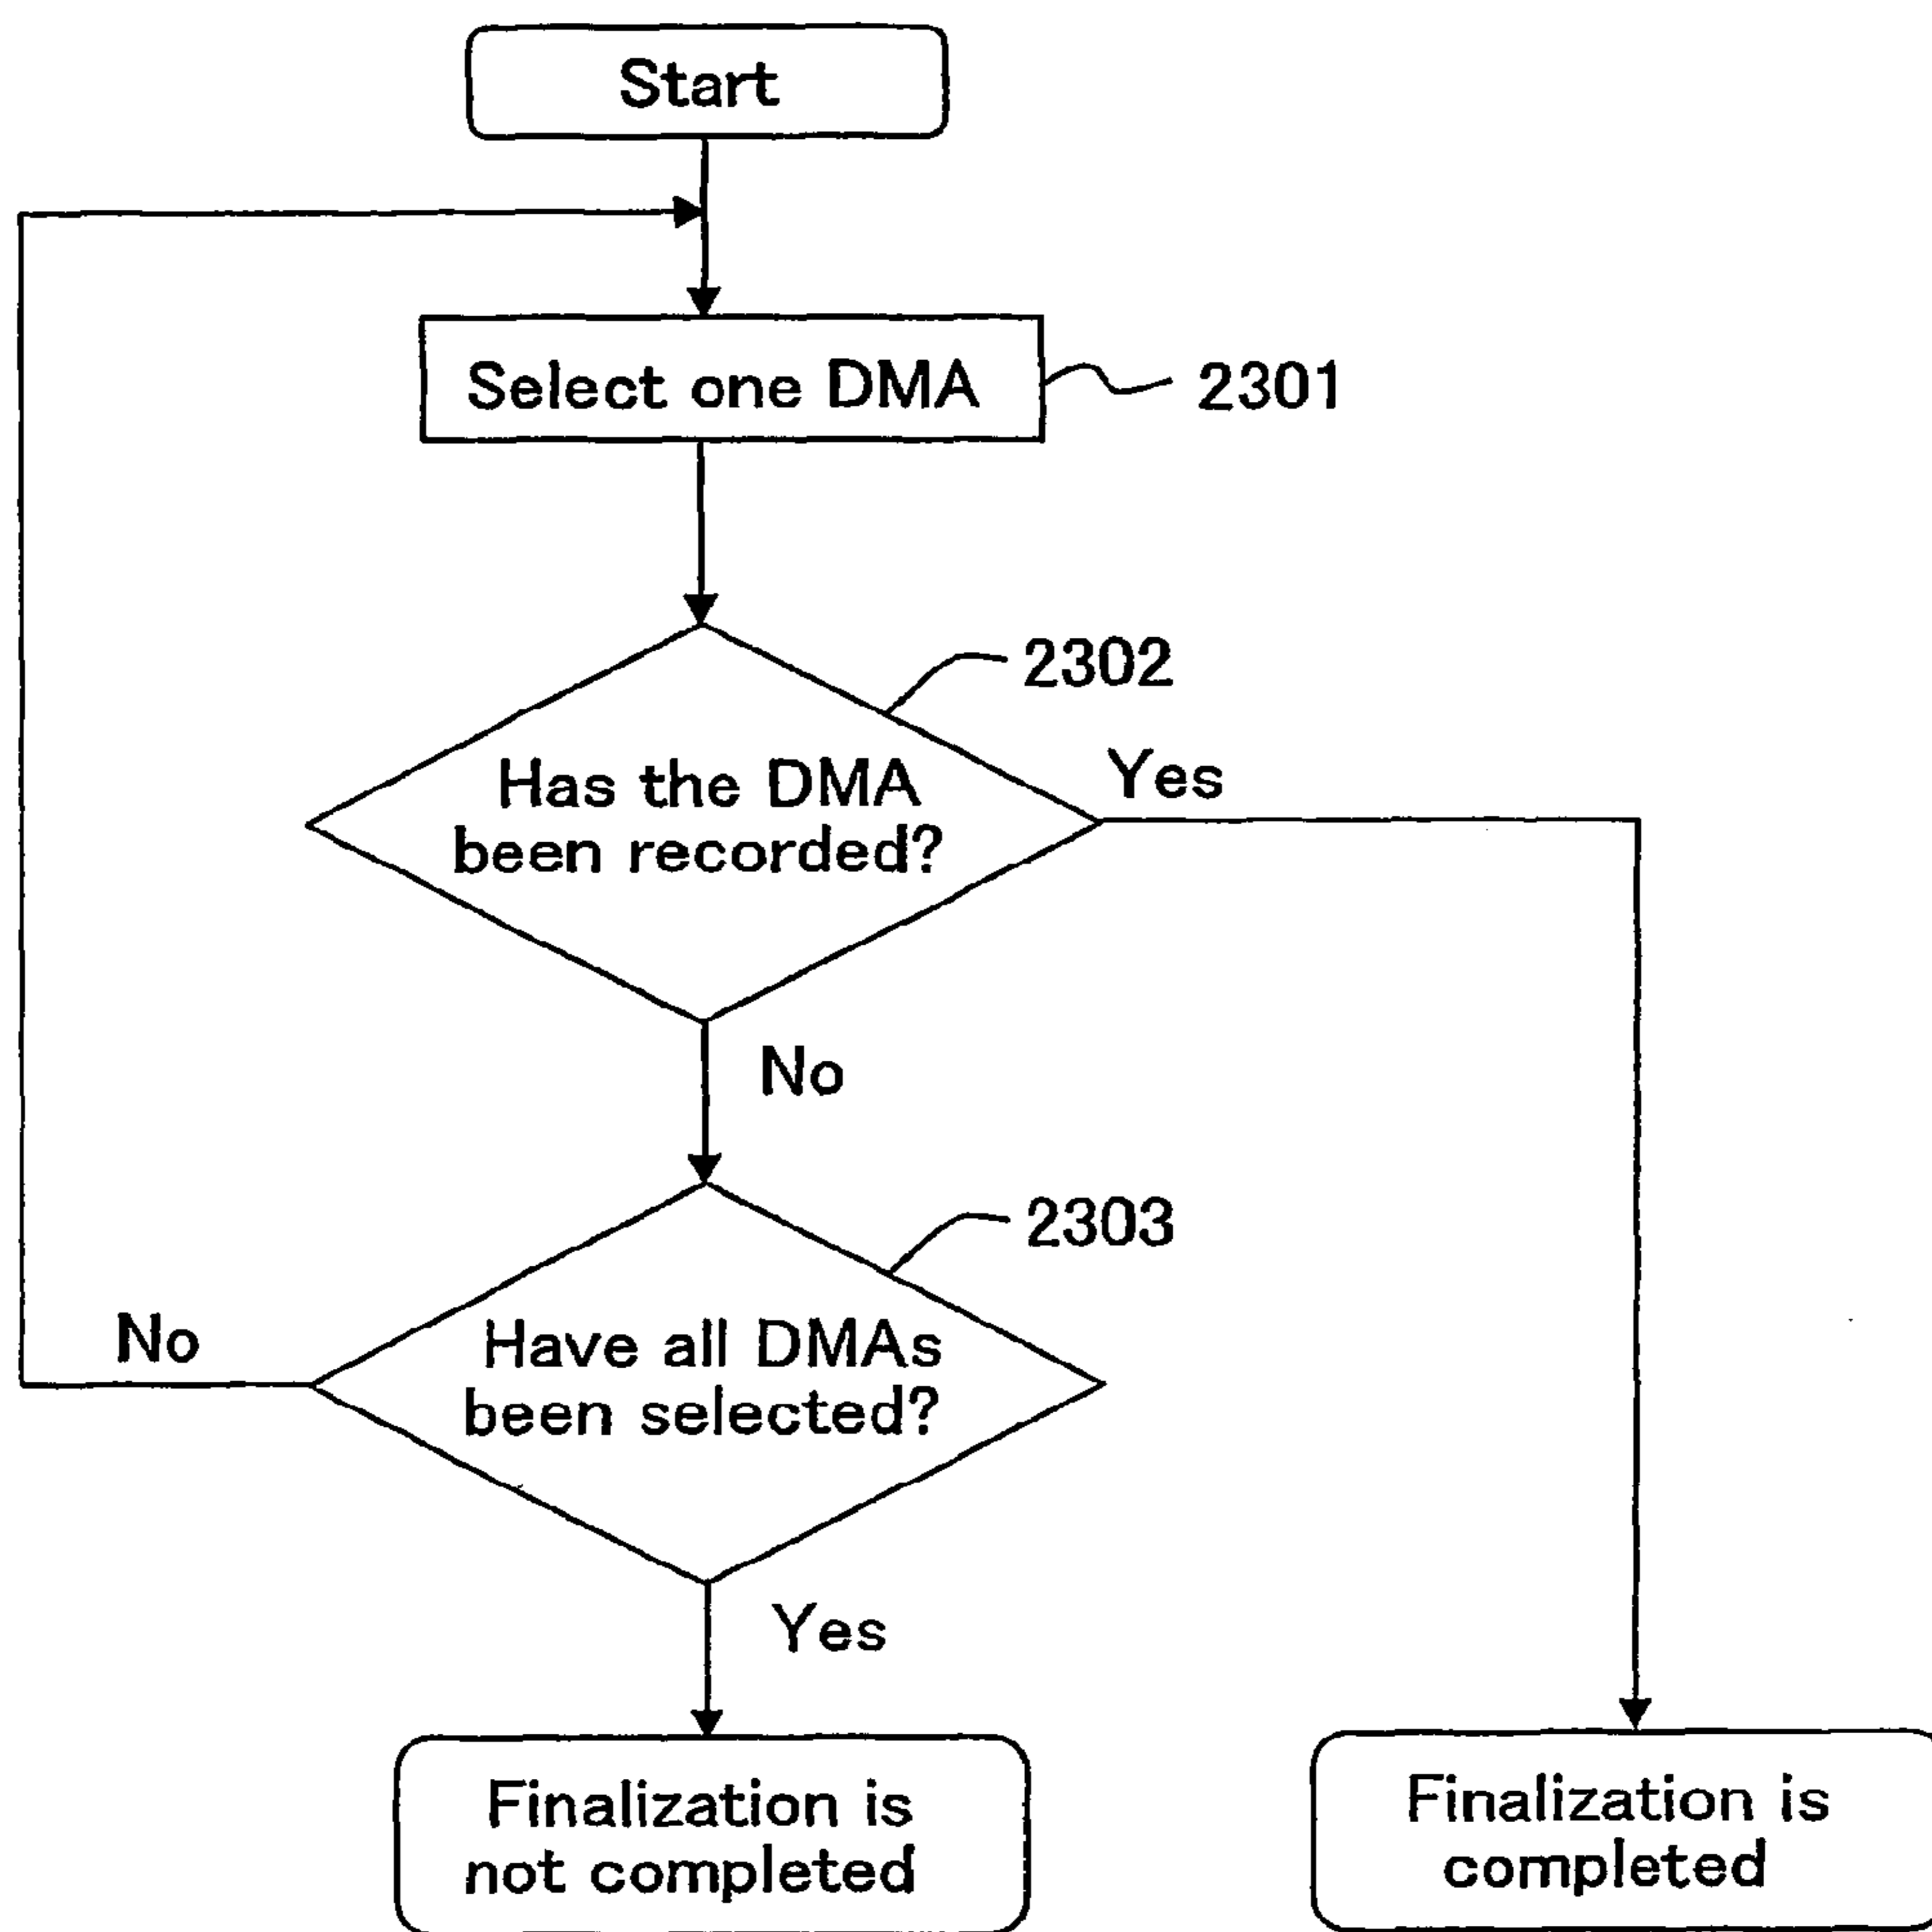 Start
Select one DMA
2301
2302
Has the DMA
been recorded?
Yes
No
2303
Have all DMAs
been selected?
No
Yes
Finalization is
not completed
Finalization is
completed